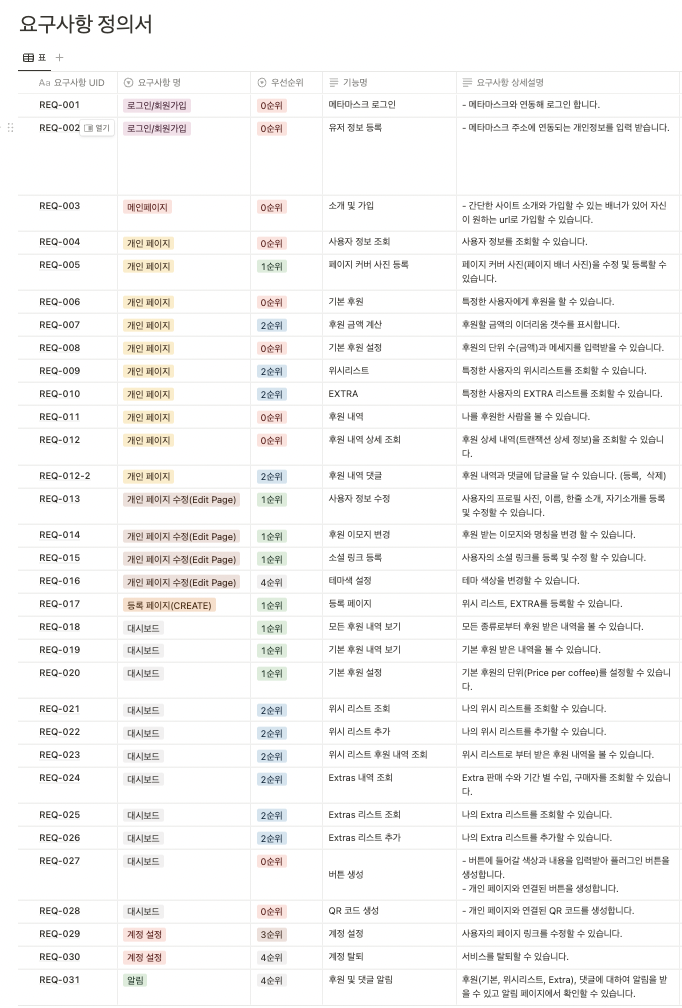 요구사항 정의서
표 +
Aa 요구사항 UID 요구사항 명 우선순위 기능명 요구사항 상세설명
REQ-001 로그인/회원가입 0순위 메타마스크 로그인 - 메타마스크와 연동해 로그인 합니다.
REQ-002 열기 로그인/회원가입 0순위 유저 정보 등록 - 메타마스크 주소에 연동되는 개인정보를 입력 받습니다.
REQ-003 메인페이지 0순위 소개 및 가입 - 간단한 사이트 소개와 가입할 수 있는 배너가 있어 자신
이 원하는 url로 가입할 수 있습니다.
REQ-004 개인 페이지 0순위 사용자 정보 조회 사용자 정보를 조회할 수 있습니다.
REQ-005 개인 페이지 1순위 페이지 커버 사진 등록 페이지 커버 사진(페이지 배너 사진)을 수정 및 등록할 수
있습니다.
REQ-006 개인 페이지 0순위 기본 후원 특정한 사용자에게 후원을 할 수 있습니다.
REQ-007 개인 페이지 2순위 후원 금액 계산 후원할 금액의 이더리움 갯수를 표시합니다.
REQ-008 개인 페이지 0순위 기본 후원 설정 후원의 단위 수(금액)과 메세지를 입력받을 수 있습니다.
REQ-009 개인 페이지 2순위 위시리스트 특정한 사용자의 위시리스트를 조회할 수 있습니다.
REQ-010 개인 페이지 2순위 EXTRA 특정한 사용자의 EXTRA 리스트를 조회할 수 있습니다.
REQ-011 개인 페이지 0순위 후원 내역 나를 후원한 사람을 볼 수 있습니다.
REQ-012 개인 페이지 0순위 후원 내역 상세 조회 후원 상세 내역(트랜잭션 상세 정보)을 조회할 수 있습니
다.
REQ-012-2 개인 페이지 2순위 후원 내역 댓글 후원 내역과 댓글에 답글을 달 수 있습니다. (등록, 삭제)
REQ-013 개인 페이지 수정(Edit Page) 1순위 사용자 정보 수정 사용자의 프로필 사진, 이름, 한줄 소개, 자기소개를 등록
및 수정할 수 있습니다.
REQ-014 개인 페이지 수정(Edit Page) 1순위 후원 이모지 변경 후원 받는 이모지와 명칭을 변경 할 수 있습니다.
REQ-015 개인 페이지 수정(Edit Page) 1순위 소셜 링크 등록 사용자의 소셜 링크를 등록 및 수정 할 수 있습니다.
REQ-016 개인 페이지 수정(Edit Page) 4순위 테마색 설정 테마 색상을 변경할 수 있습니다.
REQ-017 등록 페이지(CREATE) 1순위 등록 페이지 위시 리스트, EXTRA를 등록할 수 있습니다.
REQ-018 대시보드 1순위 모든 후원 내역 보기 모든 종류로부터 후원 받은 내역을 볼 수 있습니다.
REQ-019 대시보드 1순위 기본 후원 내역 보기 기본 후원 받은 내역을 볼 수 있습니다.
REQ-020 대시보드 1순위 기본 후원 설정 기본 후원의 단위(Price per coffee)를 설정할 수 있습니
다.
REQ-021 대시보드 2순위 위시 리스트 조회 나의 위시 리스트를 조회할 수 있습니다.
REQ-022 대시보드 2순위 위시 리스트 추가 나의 위시 리스트를 추가할 수 있습니다.
REQ-023 대시보드 2순위 위시 리스트 후원 내역 조회 위시 리스트로 부터 받은 후원 내역을 볼 수 있습니다.
REQ-024 대시보드 2순위 Extras 내역 조회 Extra 판매 수와 기간 별 수입, 구매자를 조회할 수 있습니
다.
REQ-025 대시보드 2순위 Extras 리스트 조회 나의 Extra 리스트를 조회할 수 있습니다.
REQ-026 대시보드 2순위 Extras 리스트 추가 나의 Extra 리스트를 추가할 수 있습니다.
REQ-027 대시보드 0순위 버튼 생성 - 버튼에 들어갈 색상과 내용을 입력받아 플러그인 버튼을
생성합니다.
- 개인 페이지와 연결된 버튼을 생성합니다.
REQ-028 대시보드 0순위 QR 코드 생성 - 개인 페이지와 연결된 QR 코드를 생성합니다.
REQ-029 계정 설정 3순위 계정 설정 사용자의 페이지 링크를 수정할 수 있습니다.
REQ-030 계정 설정 4순위 계정 탈퇴 서비스를 탈퇴할 수 있습니다.
REQ-031 알림 4순위 후원 및 댓글 알림 후원(기본, 위시리스트, Extra), 댓글에 대하여 알림을 받
을 수 있고 알림 페이지에서 확인할 수 있습니다.